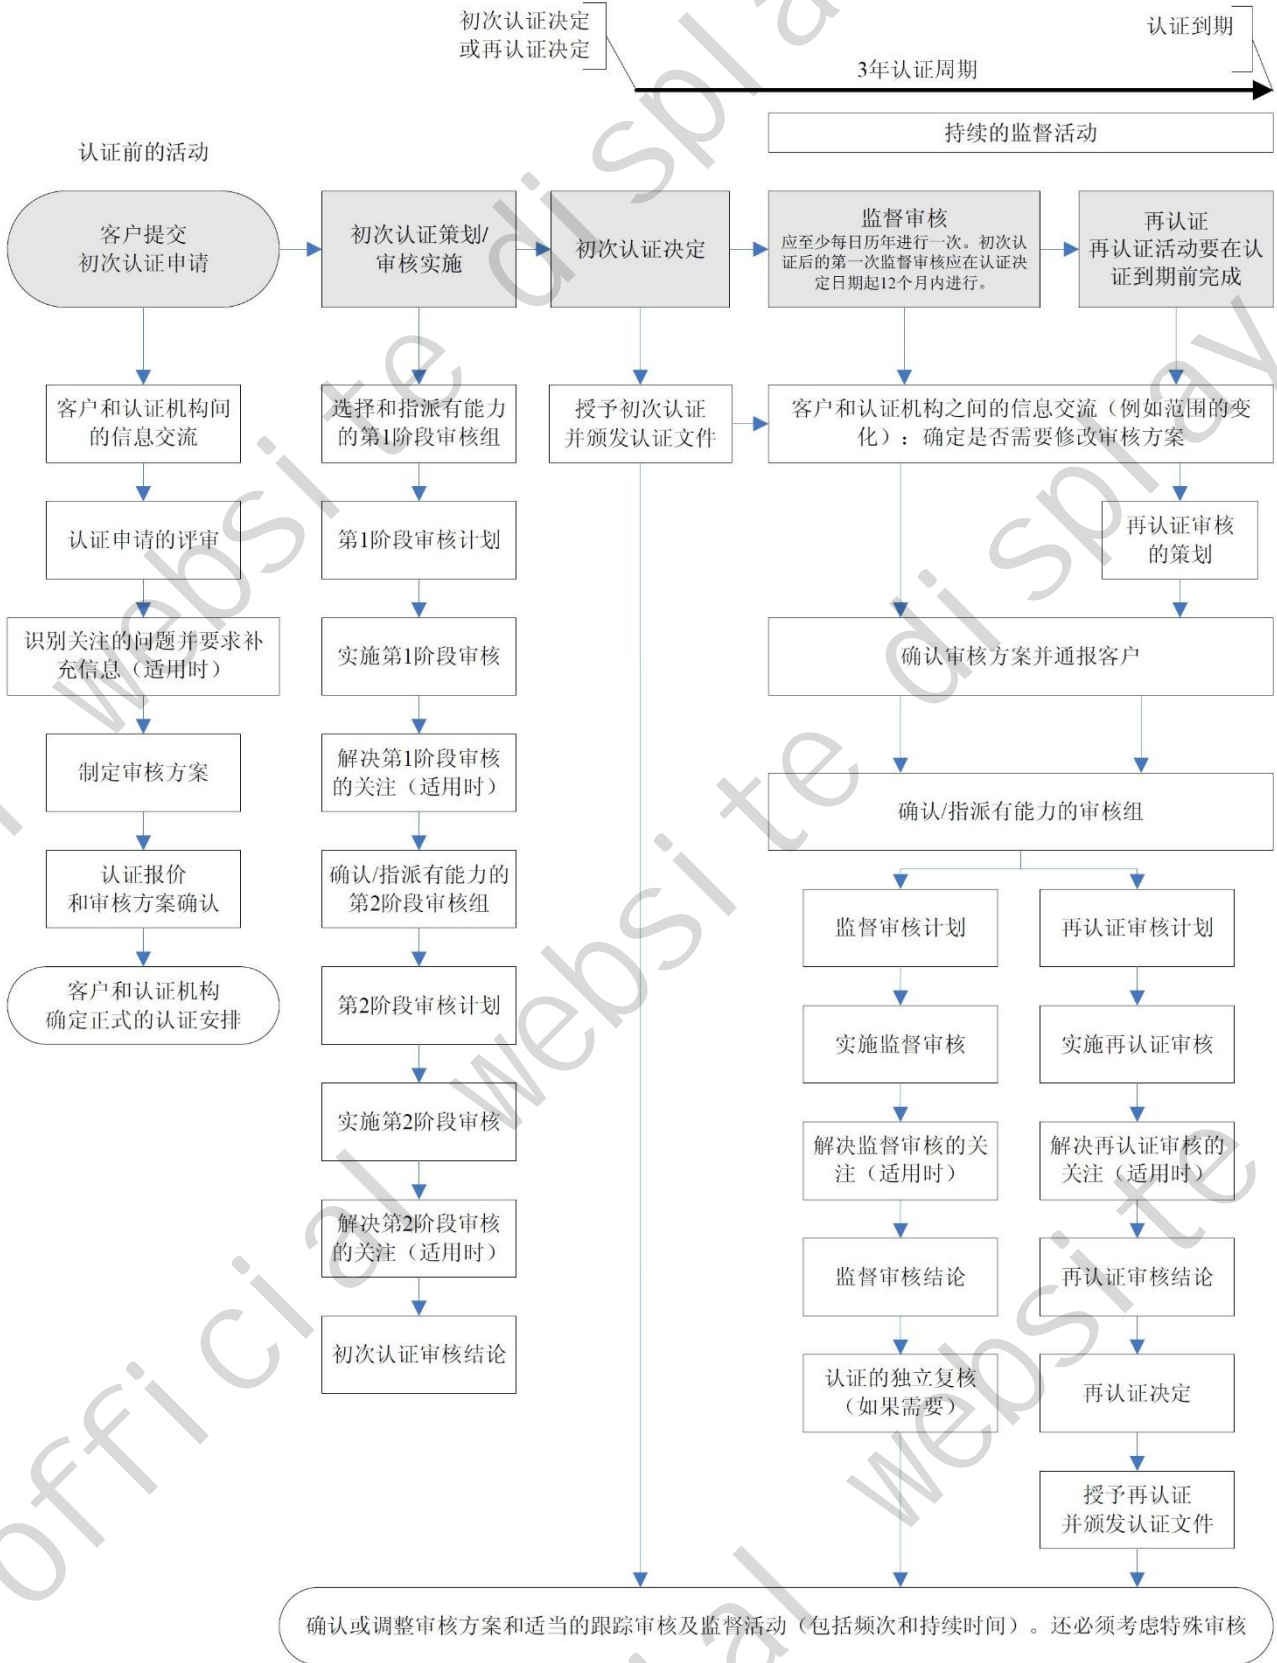 初次认证决定
或再认证决定
认证到期
3年认证周期
持续的监督活动
认证前的活动
客户提交
初次认证申请
初次认证策划/
审核实施
初次认证决定
监督审核
应至少每日历年进行一次。初次认
证后的第一次监督审核应在认证决
定日期起12个月内进行。
再认证
再认证活动要在认
证到期前完成
客户和认证机构间
的信息交流
选择和指派有能力
的第1阶段审核组
授予初次认证
并颁发认证文件
客户和认证机构之间的信息交流（例如范围的变
化）：确定是否需要修改审核方案
认证申请的评审
第1阶段审核计划
再认证审核
的策划
识别关注的问题并要求补
充信息（适用时）
实施第1阶段审核
确认审核方案并通报客户
制定审核方案
解决第1阶段审核
的关注（适用时）
确认/指派有能力的审核组
认证报价
和审核方案确认
确认/指派有能力的
第2阶段审核组
监督审核计划
再认证审核计划
客户和认证机构
确定正式的认证安排
第2阶段审核计划
实施监督审核
实施再认证审核
实施第2阶段审核
解决监督审核的关
注（适用时）
解决再认证审核的
关注（适用时）
解决第2阶段审核
的关注（适用时）
监督审核结论
再认证审核结论
初次认证审核结论
认证的独立复核
（如果需要）
再认证决定
授予再认证
并颁发认证文件
确认或调整审核方案和适当的跟踪审核及监督活动（包括频次和持续时间）。还必须考虑特殊审核
website display
official website display
website